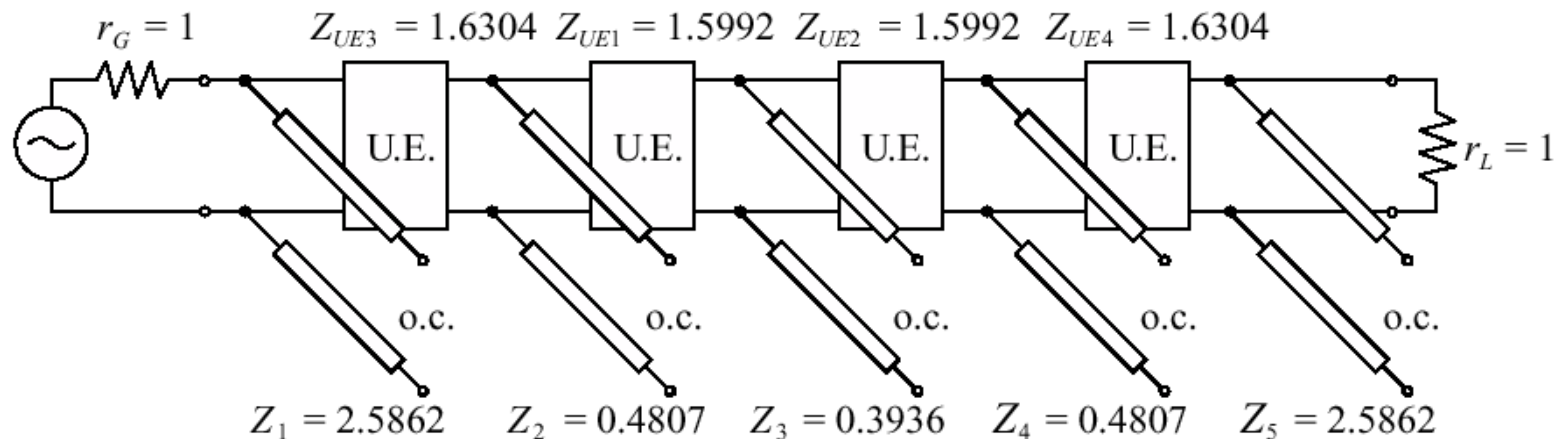 r_G = 1 Z_UE3 = 1.6304 Z_UE1 = 1.5992 Z_UE2 = 1.5992 Z_UE4 = 1.6304
U.E. U.E. U.E. U.E. r_L = 1
o.c. o.c. o.c. o.c. o.c.
Z_1 = 2.5862 Z_2 = 0.4807 Z_3 = 0.3936 Z_4 = 0.4807 Z_5 = 2.5862